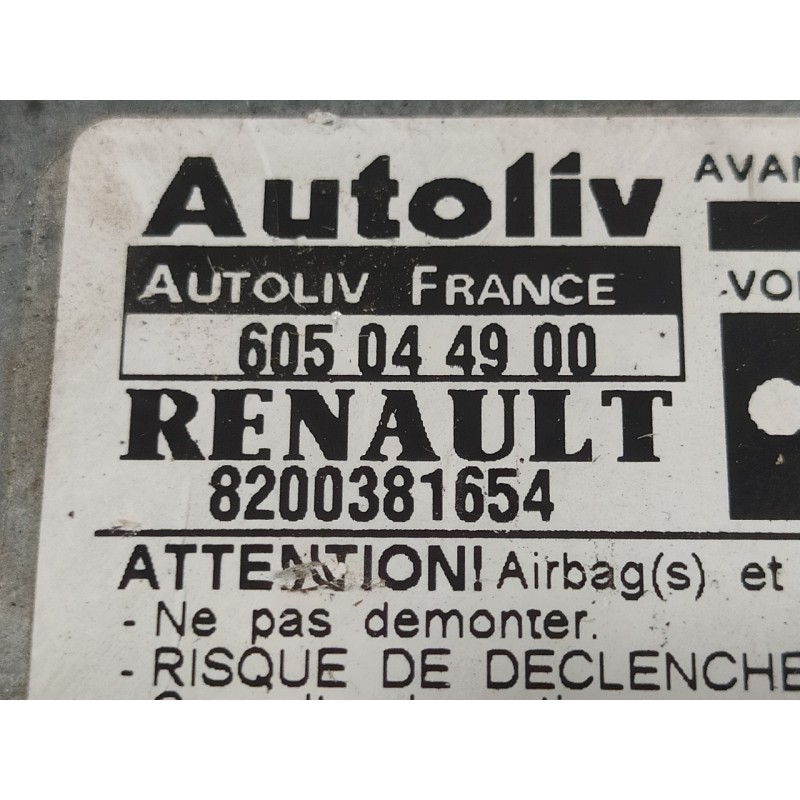 Autoliv
AUTOLIV FRANCE
605 04 49 00
RENAULT
8200381654
ATTENTION! Airbag(s) et
- Ne pas demonter.
- RISQUE DE DECLENCHE